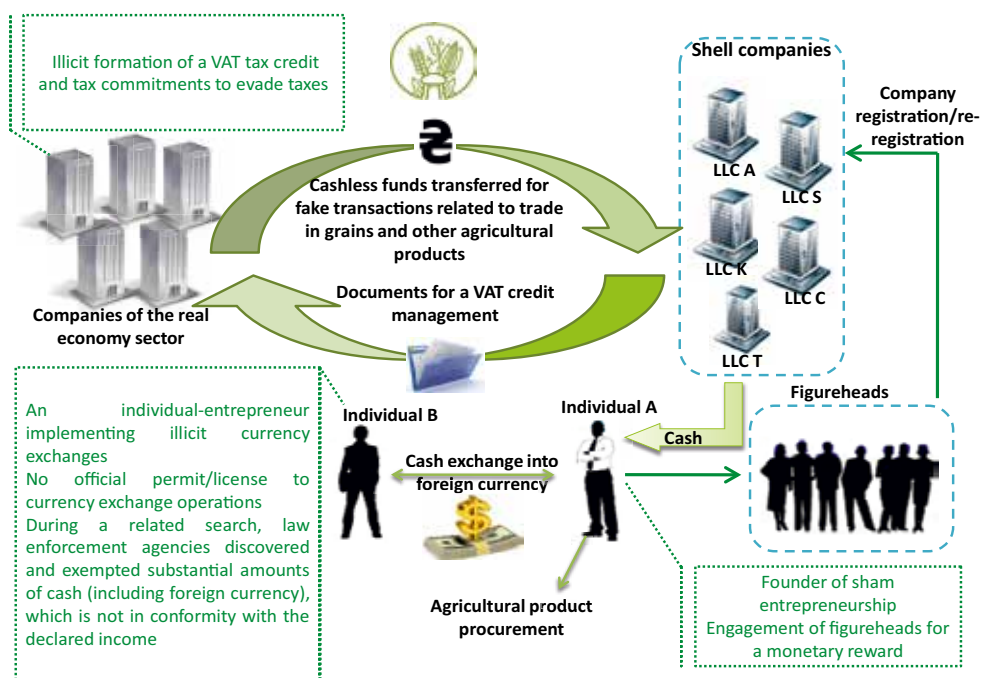 Illicit formation of a VAT tax credit
and tax commitments to evade taxes
Companies of the real
economy sector
₴
Cashless funds transferred for
fake transactions related to trade
in grains and other agricultural
products
Documents for a VAT credit
management
Shell companies
LLC A
LLC S
LLC K
LLC C
LLC T
Company
registration/re-
registration
Figureheads
Cash
Individual A
Individual B
Cash exchange into
foreign currency
$
Agricultural product
procurement
An individual-entrepreneur
implementing illicit currency
exchanges
No official permit/license to
currency exchange operations
During a related search, law
enforcement agencies discovered
and exempted substantial amounts
of cash (including foreign currency),
which is not in conformity with the
declared income
Founder of sham
entrepreneurship
Engagement of figureheads for
a monetary reward